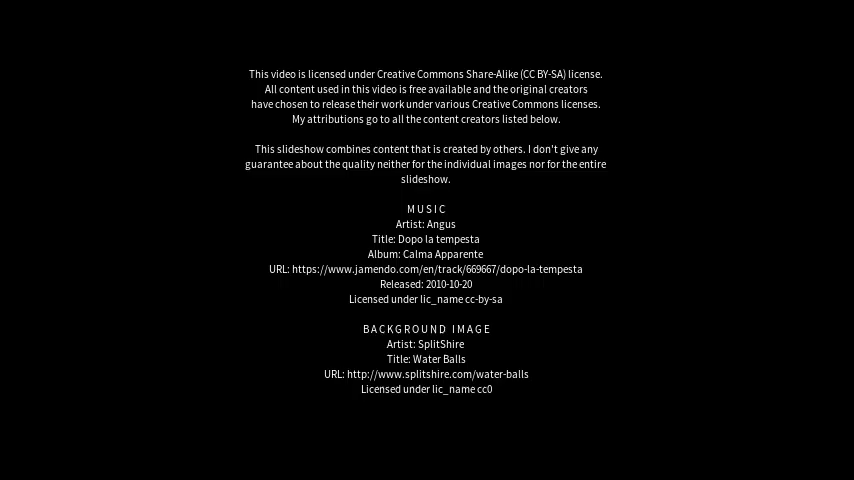 This video is licensed under Creative Commons Share-Alike (CC BY-SA) license.
All content used in this video is free available and the original creators
have chosen to release their work under various Creative Commons licenses.
My attributions go to all the content creators listed below.
This slideshow combines content that is created by others. I don't give any
guarantee about the quality neither for the individual images nor for the entire
slideshow.
MUSIC
Artist: Angus
Title: Dopo la tempesta
Album: Calma Apparente
URL: https://www.jamendo.com/en/track/669667/dopo-la-tempesta
Released: 2010-10-20
Licensed under lic_name cc-by-sa
BACKGROUND IMAGE
Artist: SplitShire
Title: Water Balls
URL: http://www.splitshire.com/water-balls
Licensed under lic_name cc0